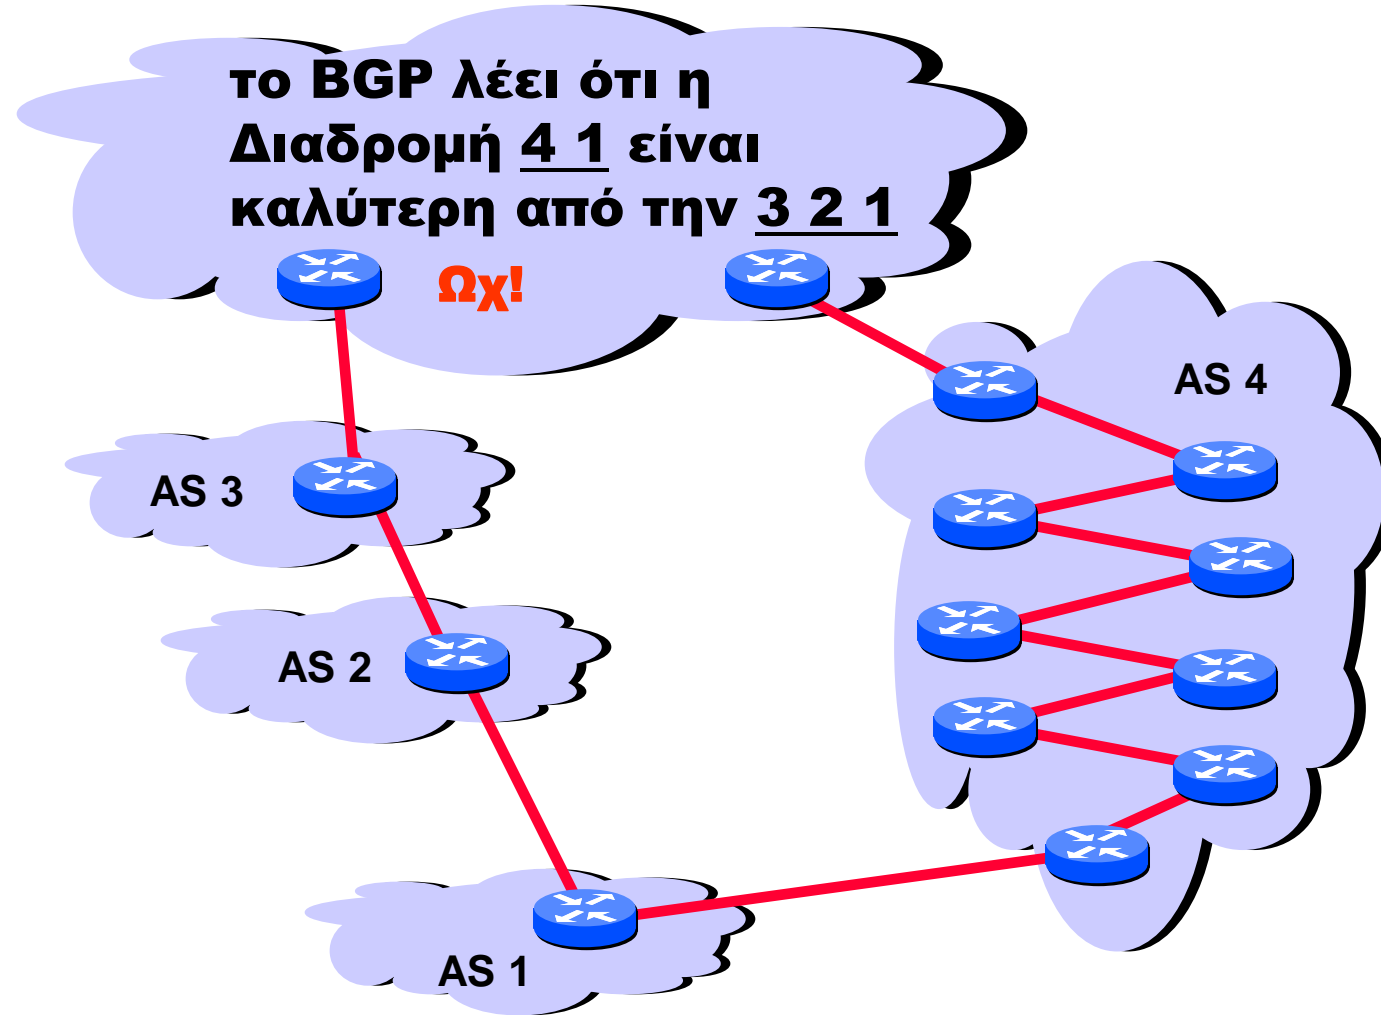 το BGP λέει ότι η
Διαδρομή 4 1 είναι
καλύτερη από την 3 2 1
Ωχ!
AS 4
AS 3
AS 2
AS 1